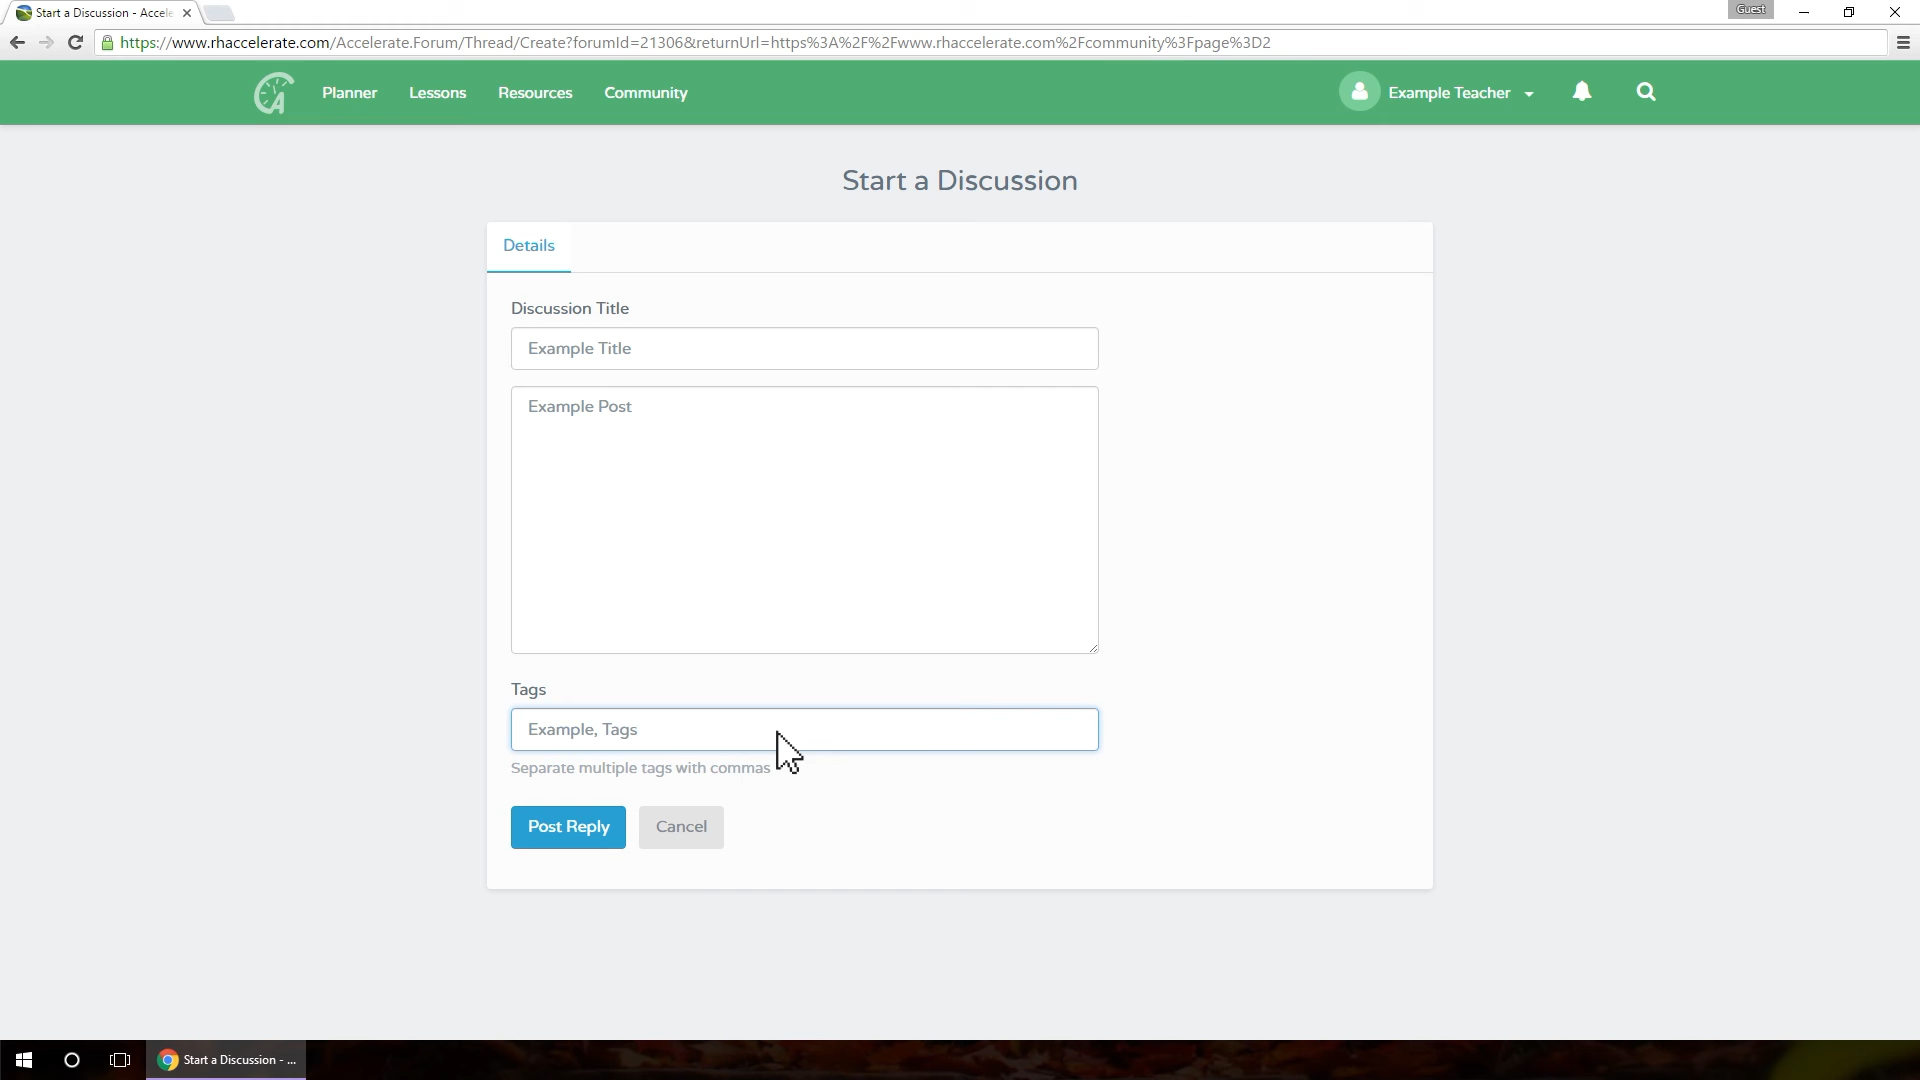 Start a Discussion - Accele
Guest
https://www.rhaccelerate.com/Accelerate.Forum/Thread/Create?forumId=21306&returnUrl=https%3A%2F%2Fwww.rhaccelerate.com%2Fcommunity%3Fpage%3D2
A
Planner
Lessons
Resources
Community
Example Teacher
Start a Discussion
Details
Discussion Title
Example Title
Example Post
Tags
Example, Tags
Separate multiple tags with commas
Post Reply
Cancel
Start a Discussion - ...